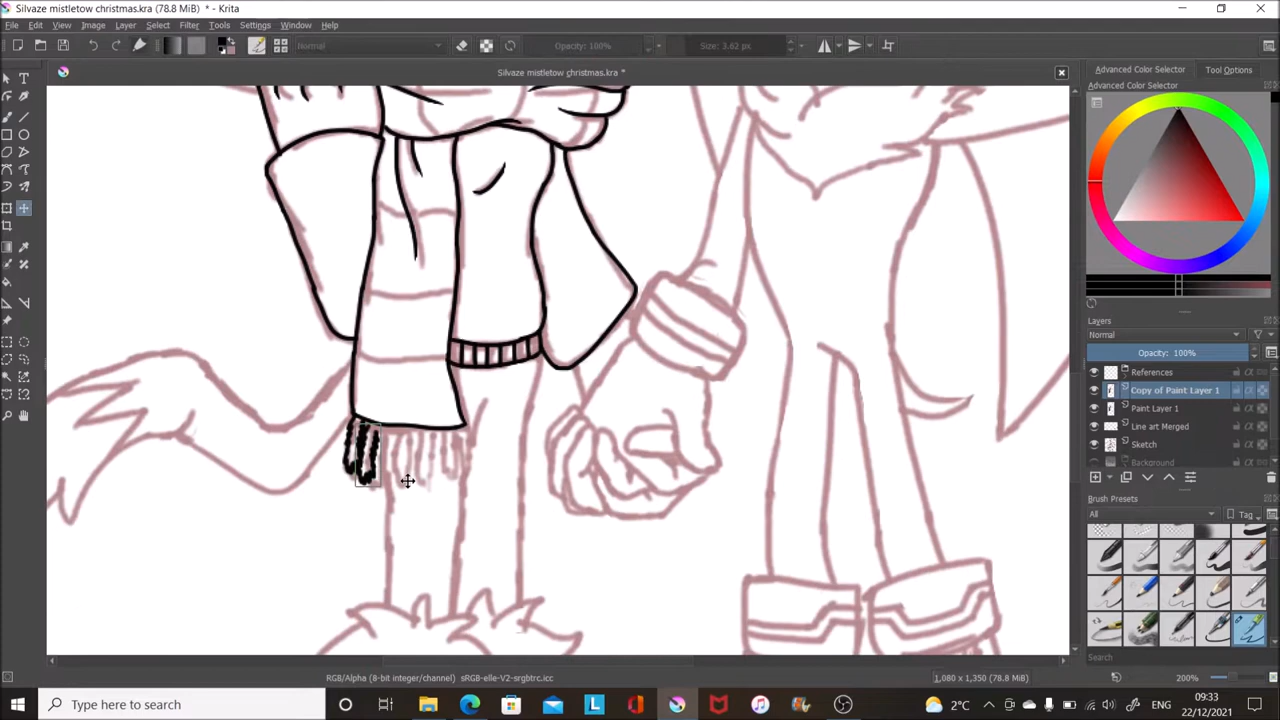 Silvaze mistletow christmas.kra (78.8 MiB) * - Krita
File Edit View Image Layer Select Filter Tools Settings Window Help
Normal Opacity: 100% Size: 3.62 px
Silvaze mistletow christmas.kra *
Advanced Color Selector Tool Options
Advanced Color Selector
Layers
Normal
Opacity: 100%
References
Copy of Paint Layer 1
Paint Layer 1
Line art Merged
Sketch
Background
Brush Presets
All Tag
Search
RGB/Alpha (8-bit integer/channel) sRGB-elle-V2-srgbtrc.icc 1,080 x 1,350 (78.8 MiB) 200%
Type here to search L 2°C ENG 09:33
22/12/2021